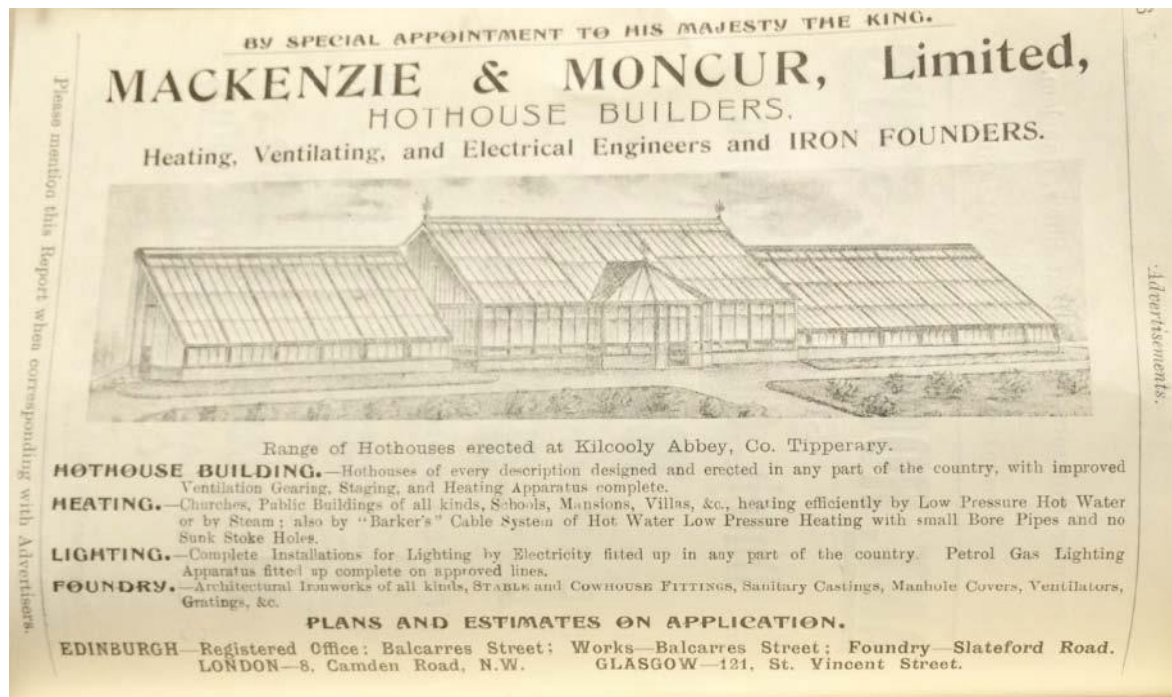 BY SPECIAL APPOINTMENT TO HIS MAJESTY THE KING.
MACKENZIE & MONCUR, Limited,
HOTHOUSE BUILDERS.
Heating, Ventilating, and Electrical Engineers and IRON FOUNDERS.
Range of Hothouses erected at Kilcooly Abbey, Co. Tipperary.
HOTHOUSE BUILDING.—Hothouses of every description designed and erected in any part of the country, with improved
Ventilation Gearing, Staging, and Heating Apparatus complete.
HEATING.—Churches, Public Buildings of all kinds, Schools, Mansions, Villas, &c., heating efficiently by Low Pressure Hot Water
or by Steam; also by "Barker's" Cable System of Hot Water Low Pressure Heating with small Bore Pipes and no
Sunk Stoke Holes.
LIGHTING.—Complete Installations for Lighting by Electricity fitted up in any part of the country. Petrol Gas Lighting
Apparatus fitted up complete on approved lines.
FOUNDRY.—Architectural Ironworks of all kinds, STABLE and COWHOUSE FITTINGS, Sanitary Castings, Manhole Covers, Ventilators,
Gratings, &c.
PLANS AND ESTIMATES ON APPLICATION.
EDINBURGH—Registered Office: Balcarres Street; Works—Balcarres Street; Foundry—Slateford Road.
LONDON—8, Camden Road, N.W. GLASGOW—121, St. Vincent Street.
Please mention this Report when corresponding with Advertisers.
Advertisements.